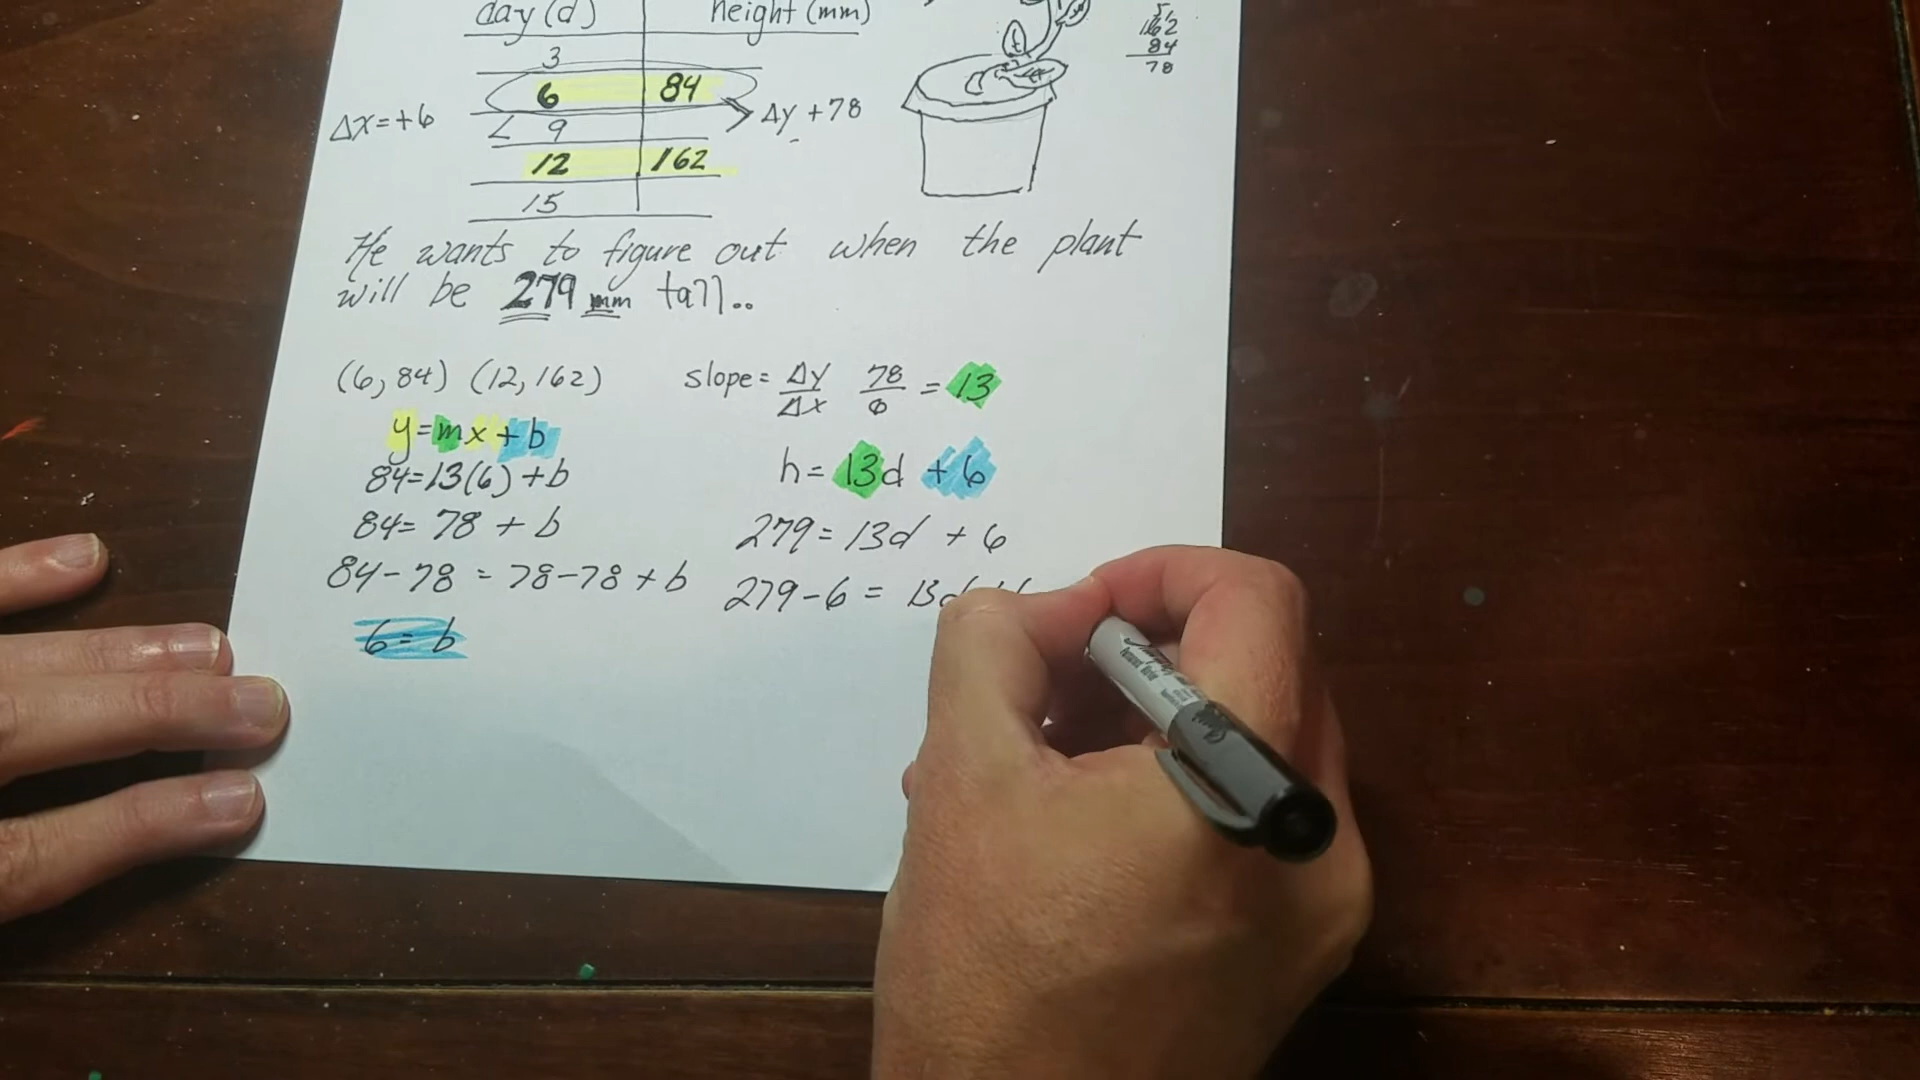 day (d) height (mm)
162
84
78
3
6 84
Δx=+6
Δy +78
9
12 162
15
He wants to figure out when the plant
will be 279 mm tall..
(6, 84) (12, 162)
slope = Δy/Δx 78/6 = 13
y=mx+b
84=13(6)+b
84= 78 + b
84-78 = 78-78 + b
6 = b
h= 13d +6
279= 13d + 6
279-6 = 13d